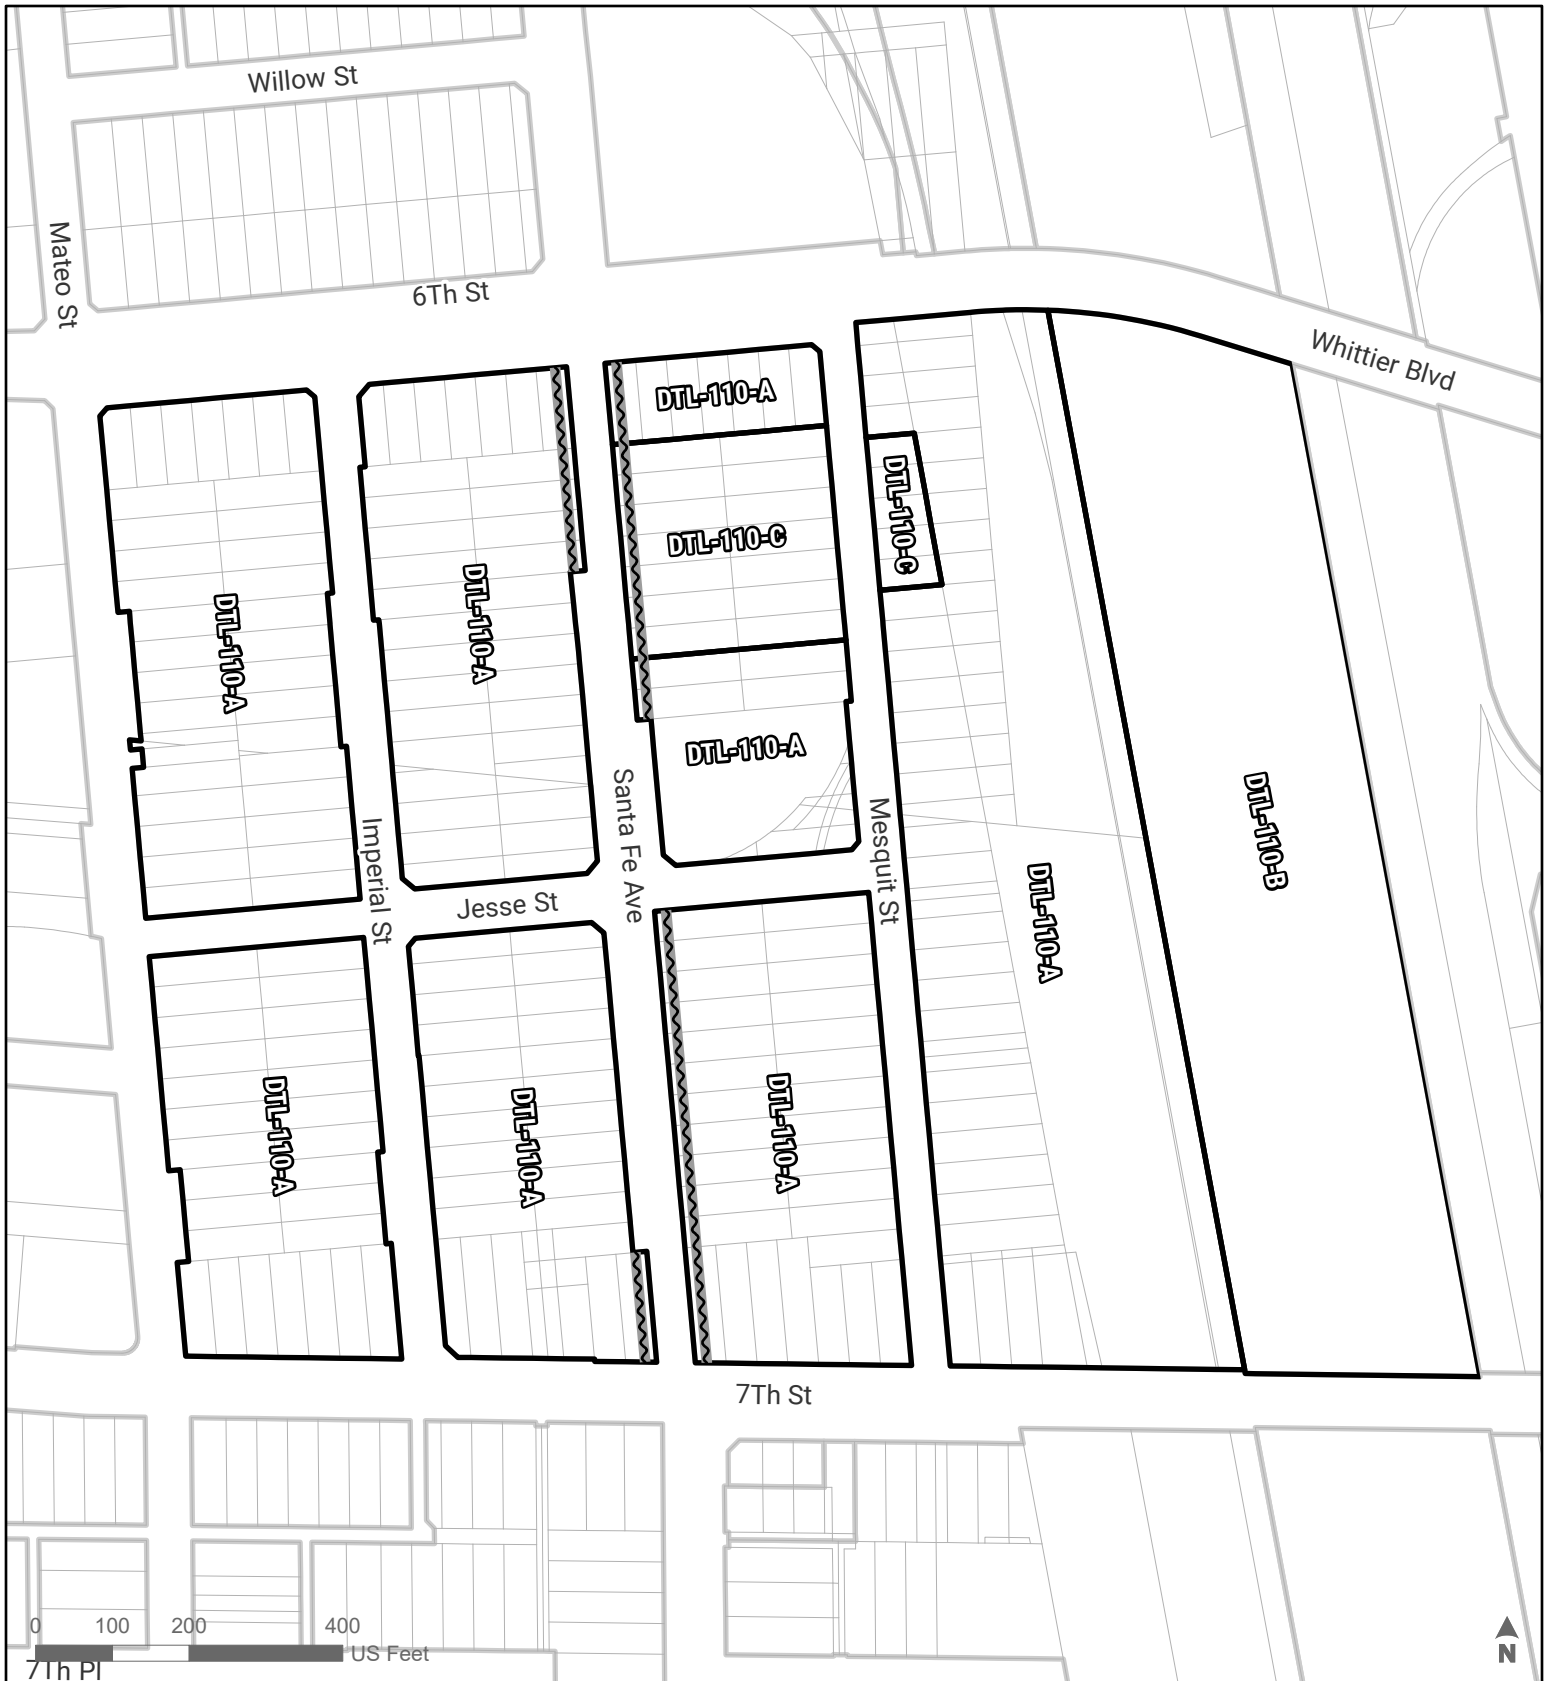 Willow St
Mateo St
6Th St
Whittier Blvd
DTL-110-A
DTL-110-C
DTL-110-C
DTL-110-A
DTL-110-A
DTL-110-A
DTL-110-B
Santa Fe Ave
Mesquit St
Imperial St
DTL-110-A
Jesse St
DTL-110-A
DTL-110-A
DTL-110-A
7Th St
0 100 200 400
US Feet
7Th Pl
N